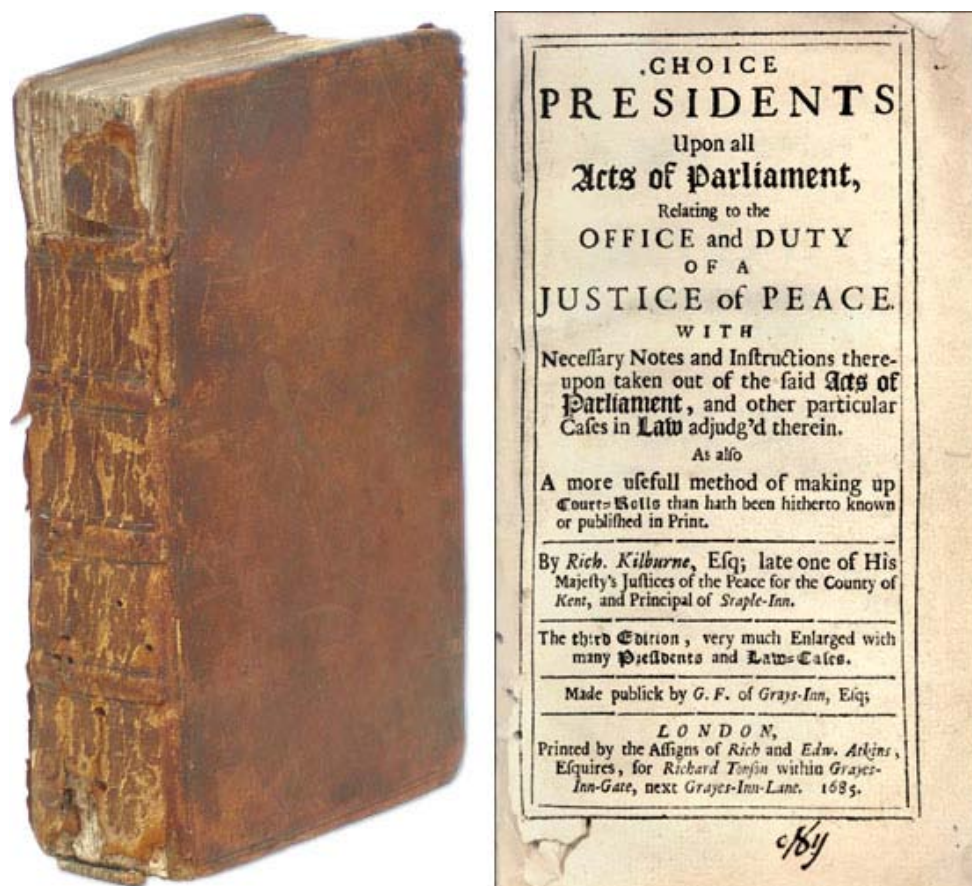 CHOICE
PRESIDENTS
Upon all
Acts of Parliament,
Relating to the
OFFICE and DUTY
OF A
JUSTICE of PEACE.
WITH
Neceſſary Notes and Inſtructions there-
upon taken out of the ſaid Acts of
Parliament, and other particular
Caſes in Law adjudg'd therein.
As alſo
A more uſefull method of making up
Court-Rolls than hath been hitherto known
or publiſhed in Print.
By Rich. Kilburne, Eſq; late one of His
Majeſty's Juſtices of the Peace for the County of
Kent, and Principal of Staple-Inn.
The third Edition, very much Enlarged with
many Preſidents and Law-Caſes.
Made publick by G. F. of Grays-Inn, Eſq;
LONDON,
Printed by the Aſſigns of Rich and Edw. Atkins,
Eſquires, for Richard Tonſon within Grayes-
Inn-Gate, next Grayes-Inn-Lane. 1685.